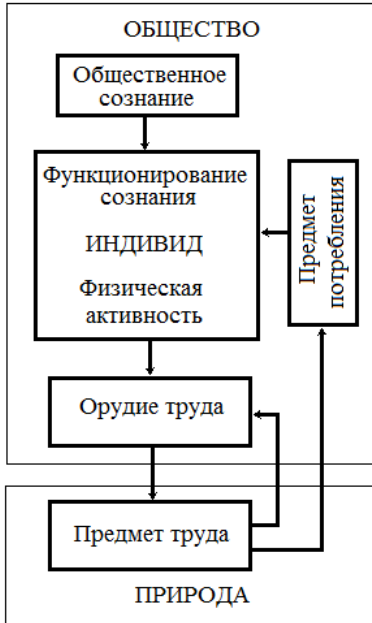 ОБЩЕСТВО
Общественное
сознание
Функционирование
сознания
ИНДИВИД
Физическая
активность
Предмет
потребления
Орудие труда
Предмет труда
ПРИРОДА